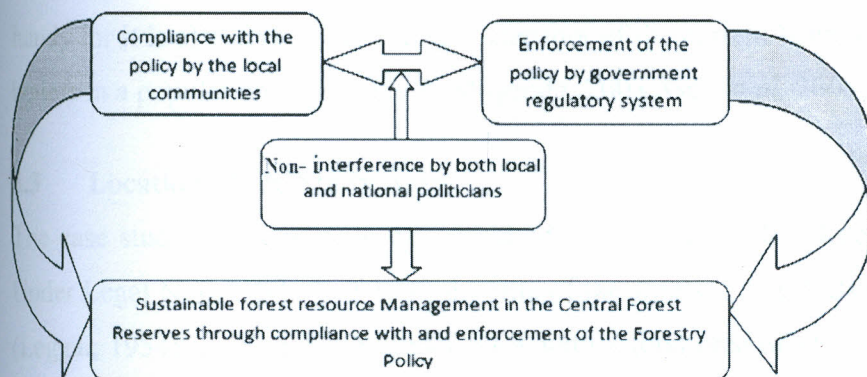 Compliance with the
policy by the local
communities
Enforcement of the
policy by government
regulatory system
Non- interference by both local
and national politicians
Sustainable forest resource Management in the Central Forest
Reserves through compliance with and enforcement of the Forestry
Policy